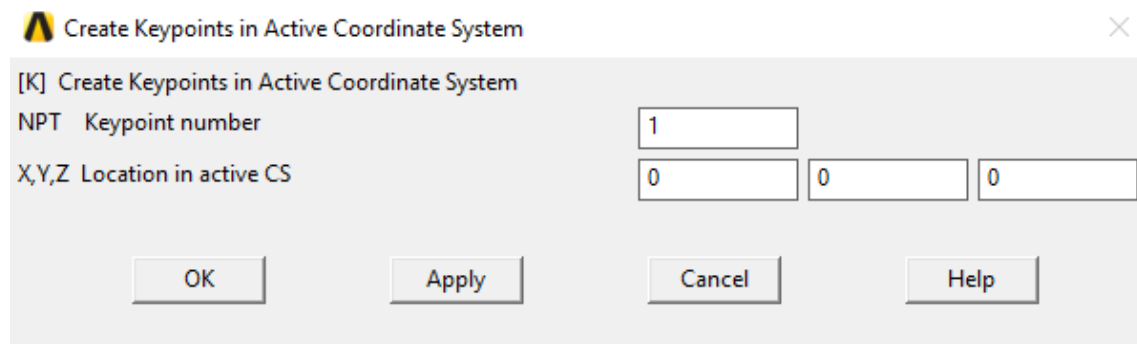 Create Keypoints in Active Coordinate System
[K] Create Keypoints in Active Coordinate System
NPT Keypoint number 1
X,Y,Z Location in active CS 0 0 0
OK Apply Cancel Help